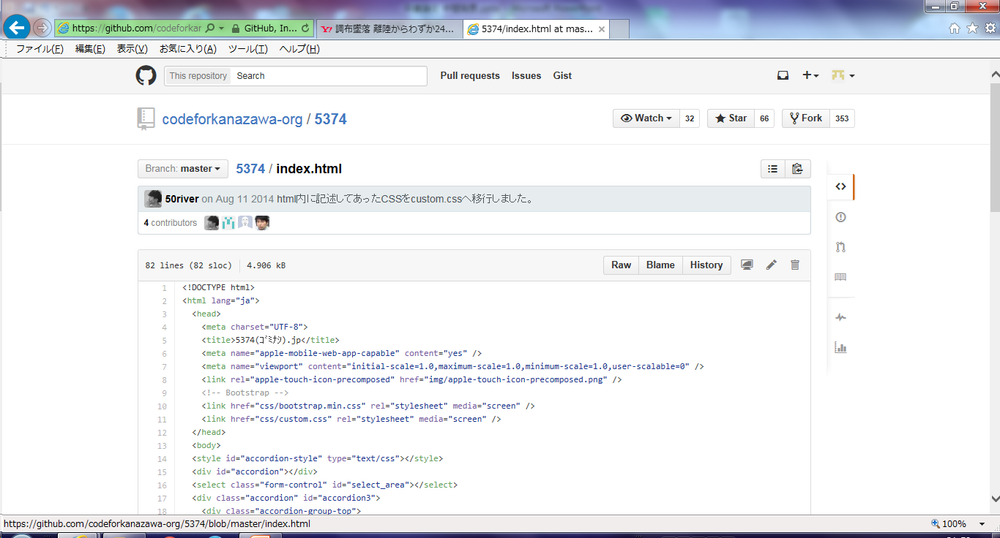 https://github.com/codeforkar
GitHub, In...
調布墜落 離陸からわずか24...
5374/index.html at mas...
ファイル(F) 編集(E) 表示(V) お気に入り(A) ツール(T) ヘルプ(H)
This repository Search Pull requests Issues Gist
codeforkanazawa-org / 5374 Watch 32 Star 66 Fork 353
Branch: master 5374 / index.html
50river on Aug 11 2014 html内に記述してあったCSSをcustom.cssへ移行しました。
4 contributors
82 lines (82 sloc) 4.906 kB Raw Blame History
1 <!DOCTYPE html>
2 <html lang="ja">
3 <head>
4 <meta charset="UTF-8">
5 <title>5374(ｺﾞﾐﾅｼ).jp</title>
6 <meta name="apple-mobile-web-app-capable" content="yes" />
7 <meta name="viewport" content="initial-scale=1.0,maximum-scale=1.0,minimum-scale=1.0,user-scalable=0" />
8 <link rel="apple-touch-icon-precomposed" href="img/apple-touch-icon-precomposed.png" />
9 <!-- Bootstrap -->
10 <link href="css/bootstrap.min.css" rel="stylesheet" media="screen" />
11 <link href="css/custom.css" rel="stylesheet" media="screen" />
12 </head>
13 <body>
14 <style id="accordion-style" type="text/css"></style>
15 <div id="accordion"></div>
16 <select class="form-control" id="select_area"></select>
17 <div class="accordion" id="accordion3">
18 <div class="accordion-group-top">
https://github.com/codeforkanazawa-org/5374/blob/master/index.html
100%